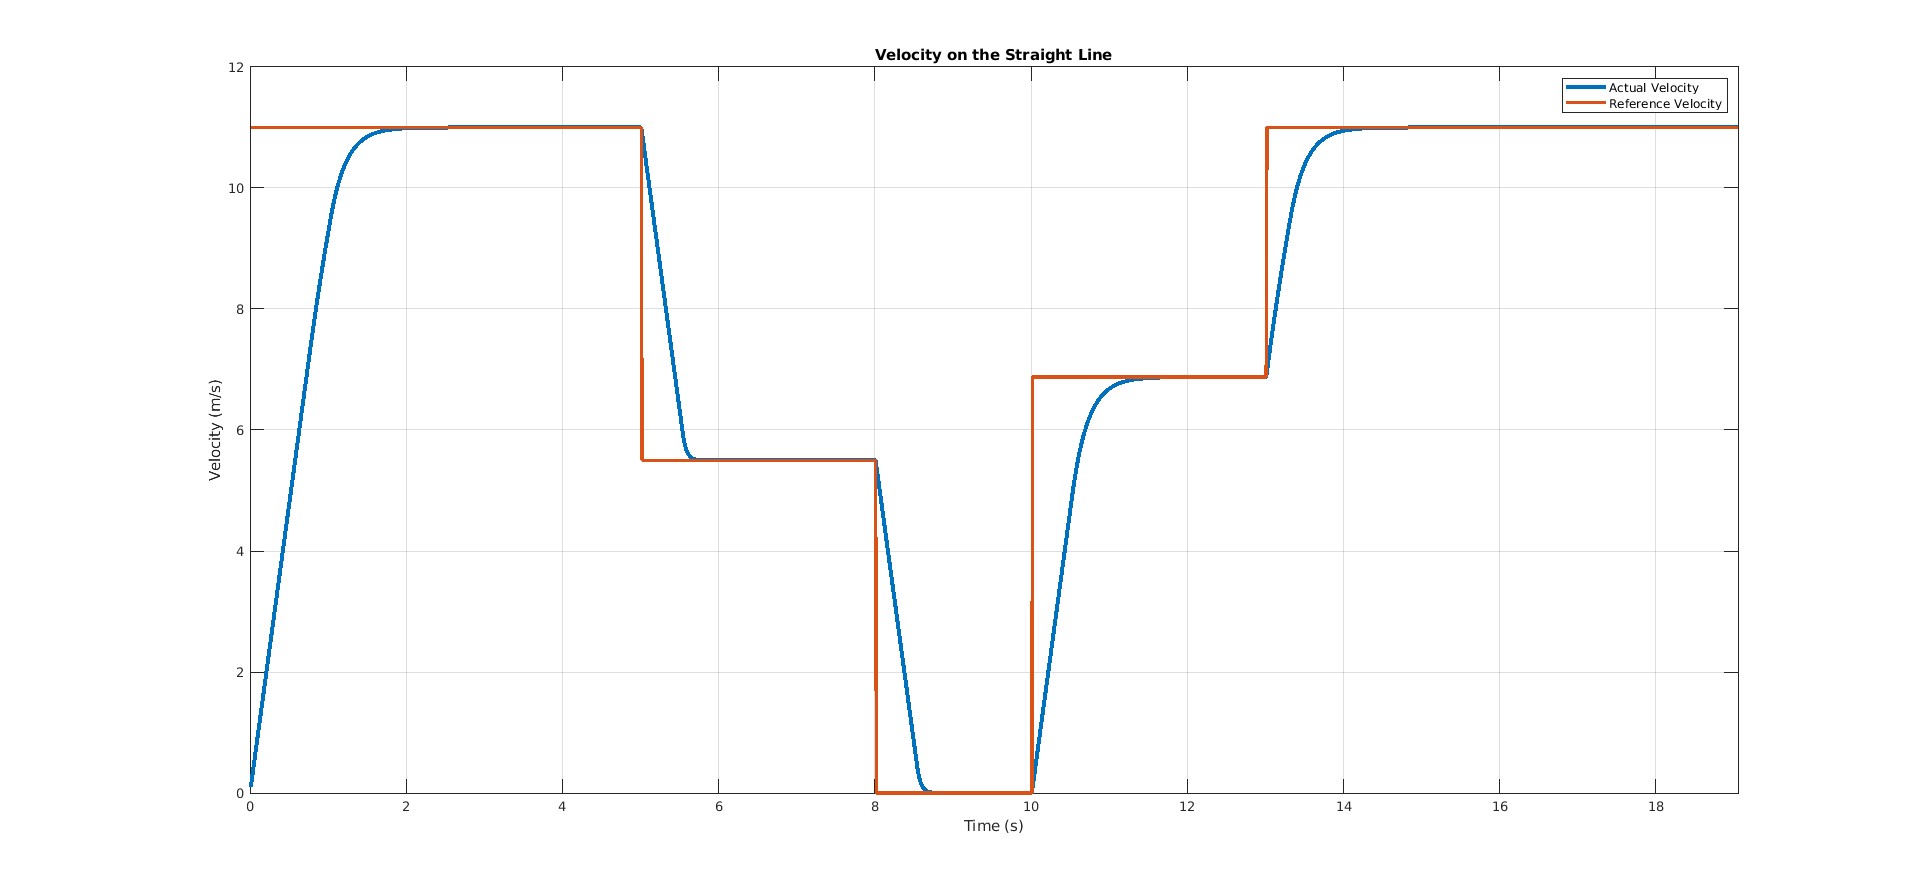 Velocity on the Straight Line
Actual Velocity
Reference Velocity
12
10
8
6
4
2
0
Velocity (m/s)
0 2 4 6 8 10 12 14 16 18
Time (s)